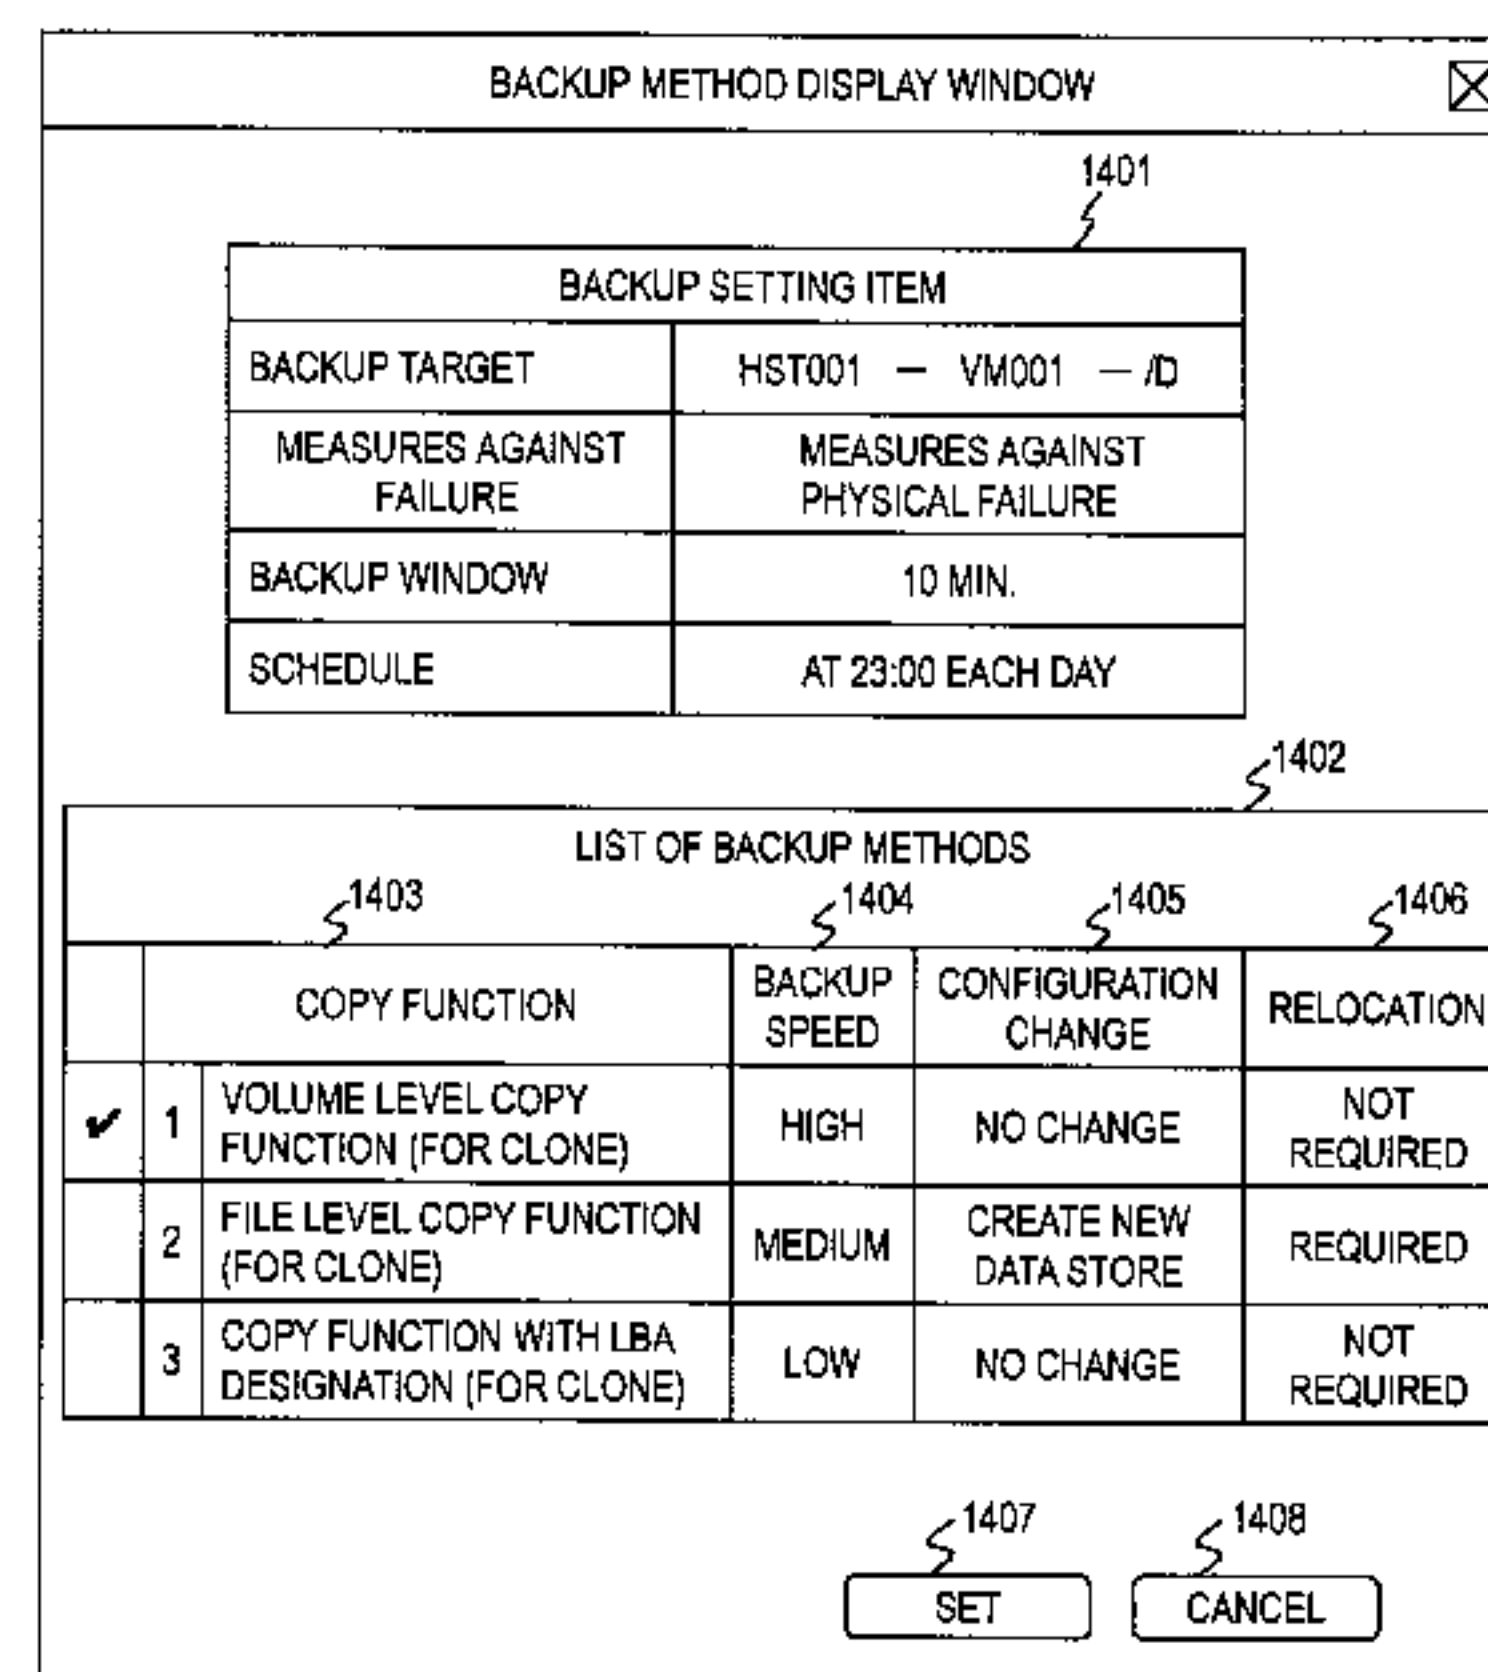 BACKUP METHOD DISPLAY WINDOW
1401
BACKUP SETTING ITEM
BACKUP TARGET
HST001 — VM001 — /D
MEASURES AGAINST
FAILURE
MEASURES AGAINST
PHYSICAL FAILURE
BACKUP WINDOW
10 MIN.
SCHEDULE
AT 23:00 EACH DAY
1402
LIST OF BACKUP METHODS
1403
1404
1405
1406
COPY FUNCTION
BACKUP
SPEED
CONFIGURATION
CHANGE
RELOCATION
✔
1
VOLUME LEVEL COPY
FUNCTION (FOR CLONE)
HIGH
NO CHANGE
NOT
REQUIRED
2
FILE LEVEL COPY FUNCTION
(FOR CLONE)
MEDIUM
CREATE NEW
DATA STORE
REQUIRED
3
COPY FUNCTION WITH LBA
DESIGNATION (FOR CLONE)
LOW
NO CHANGE
NOT
REQUIRED
1407
1408
SET
CANCEL